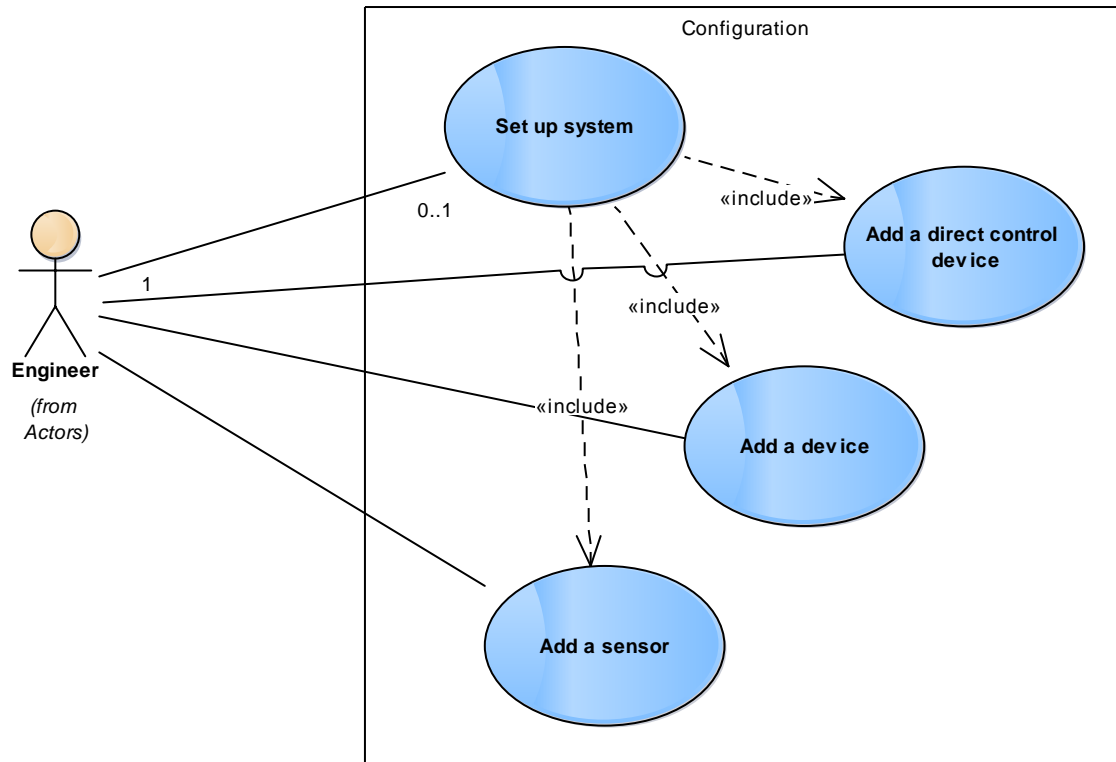 Configuration
Set up system
«include»
0..1
Add a direct control
device
1
«include»
Engineer
(from
Actors)
«include»
Add a device
Add a sensor